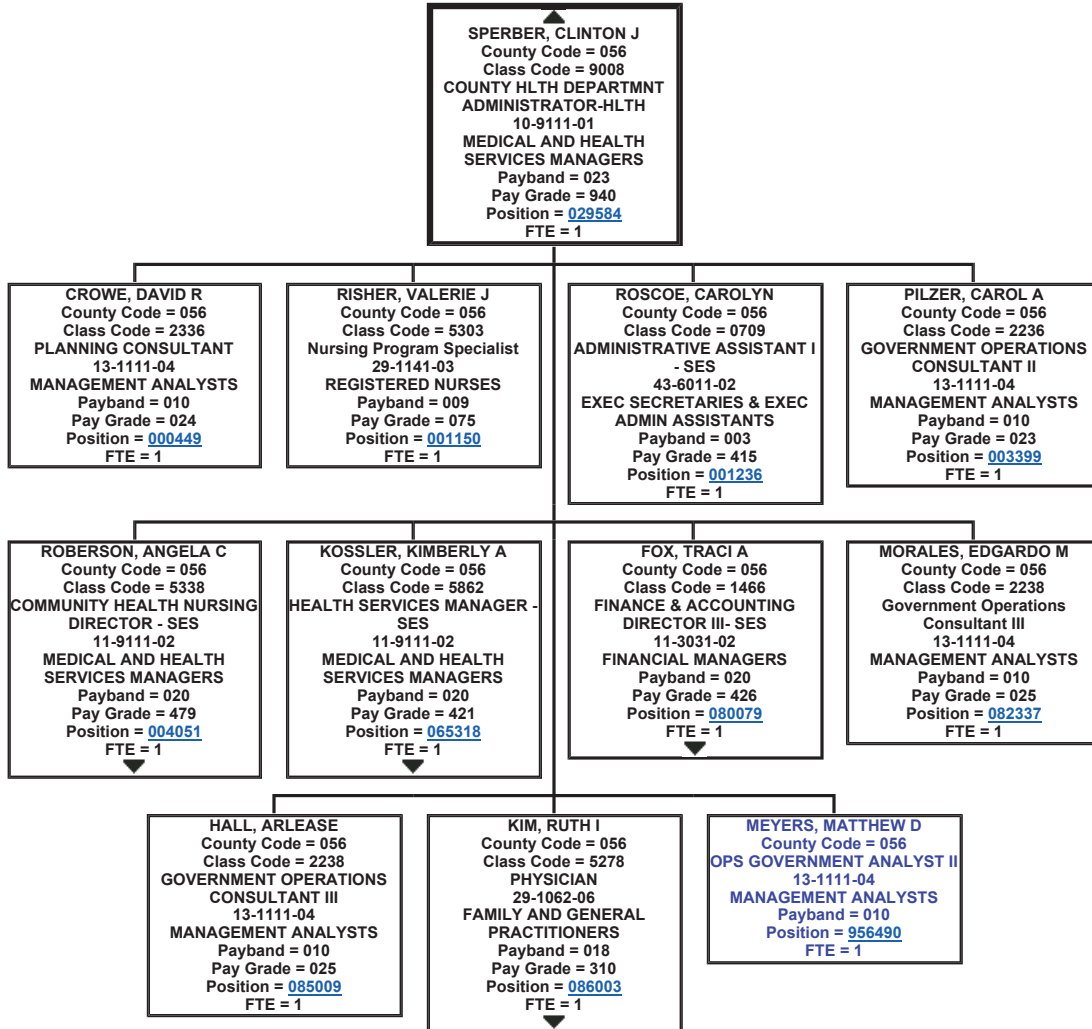 SPERBER, CLINTON J
County Code = 056
Class Code = 9008
COUNTY HLTH DEPARTMNT
ADMINISTRATOR-HLTH
10-9111-01
MEDICAL AND HEALTH
SERVICES MANAGERS
Payband = 023
Pay Grade = 940
Position = 029584
FTE = 1
CROWE, DAVID R
County Code = 056
Class Code = 2336
PLANNING CONSULTANT
13-1111-04
MANAGEMENT ANALYSTS
Payband = 010
Pay Grade = 024
Position = 000449
FTE = 1
RISHER, VALERIE J
County Code = 056
Class Code = 5303
Nursing Program Specialist
29-1141-03
REGISTERED NURSES
Payband = 009
Pay Grade = 075
Position = 001150
FTE = 1
ROSCOE, CAROLYN
County Code = 056
Class Code = 0709
ADMINISTRATIVE ASSISTANT I
- SES
43-6011-02
EXEC SECRETARIES & EXEC
ADMIN ASSISTANTS
Payband = 003
Pay Grade = 415
Position = 001236
FTE = 1
PILZER, CAROL A
County Code = 056
Class Code = 2236
GOVERNMENT OPERATIONS
CONSULTANT II
13-1111-04
MANAGEMENT ANALYSTS
Payband = 010
Pay Grade = 023
Position = 003399
FTE = 1
ROBERSON, ANGELA C
County Code = 056
Class Code = 5338
COMMUNITY HEALTH NURSING
DIRECTOR - SES
11-9111-02
MEDICAL AND HEALTH
SERVICES MANAGERS
Payband = 020
Pay Grade = 479
Position = 004051
FTE = 1
KOSSLER, KIMBERLY A
County Code = 056
Class Code = 5862
HEALTH SERVICES MANAGER -
SES
11-9111-02
MEDICAL AND HEALTH
SERVICES MANAGERS
Payband = 020
Pay Grade = 421
Position = 065318
FTE = 1
FOX, TRACI A
County Code = 056
Class Code = 1466
FINANCE & ACCOUNTING
DIRECTOR III- SES
11-3031-02
FINANCIAL MANAGERS
Payband = 020
Pay Grade = 426
Position = 080079
FTE = 1
MORALES, EDGARDO M
County Code = 056
Class Code = 2238
Government Operations
Consultant III
13-1111-04
MANAGEMENT ANALYSTS
Payband = 010
Pay Grade = 025
Position = 082337
FTE = 1
HALL, ARLEASE
County Code = 056
Class Code = 2238
GOVERNMENT OPERATIONS
CONSULTANT III
13-1111-04
MANAGEMENT ANALYSTS
Payband = 010
Pay Grade = 025
Position = 085009
FTE = 1
KIM, RUTH I
County Code = 056
Class Code = 5278
PHYSICIAN
29-1062-06
FAMILY AND GENERAL
PRACTITIONERS
Payband = 018
Pay Grade = 310
Position = 086003
FTE = 1
MEYERS, MATTHEW D
County Code = 056
OPS GOVERNMENT ANALYST II
13-1111-04
MANAGEMENT ANALYSTS
Payband = 010
Position = 956490
FTE = 1